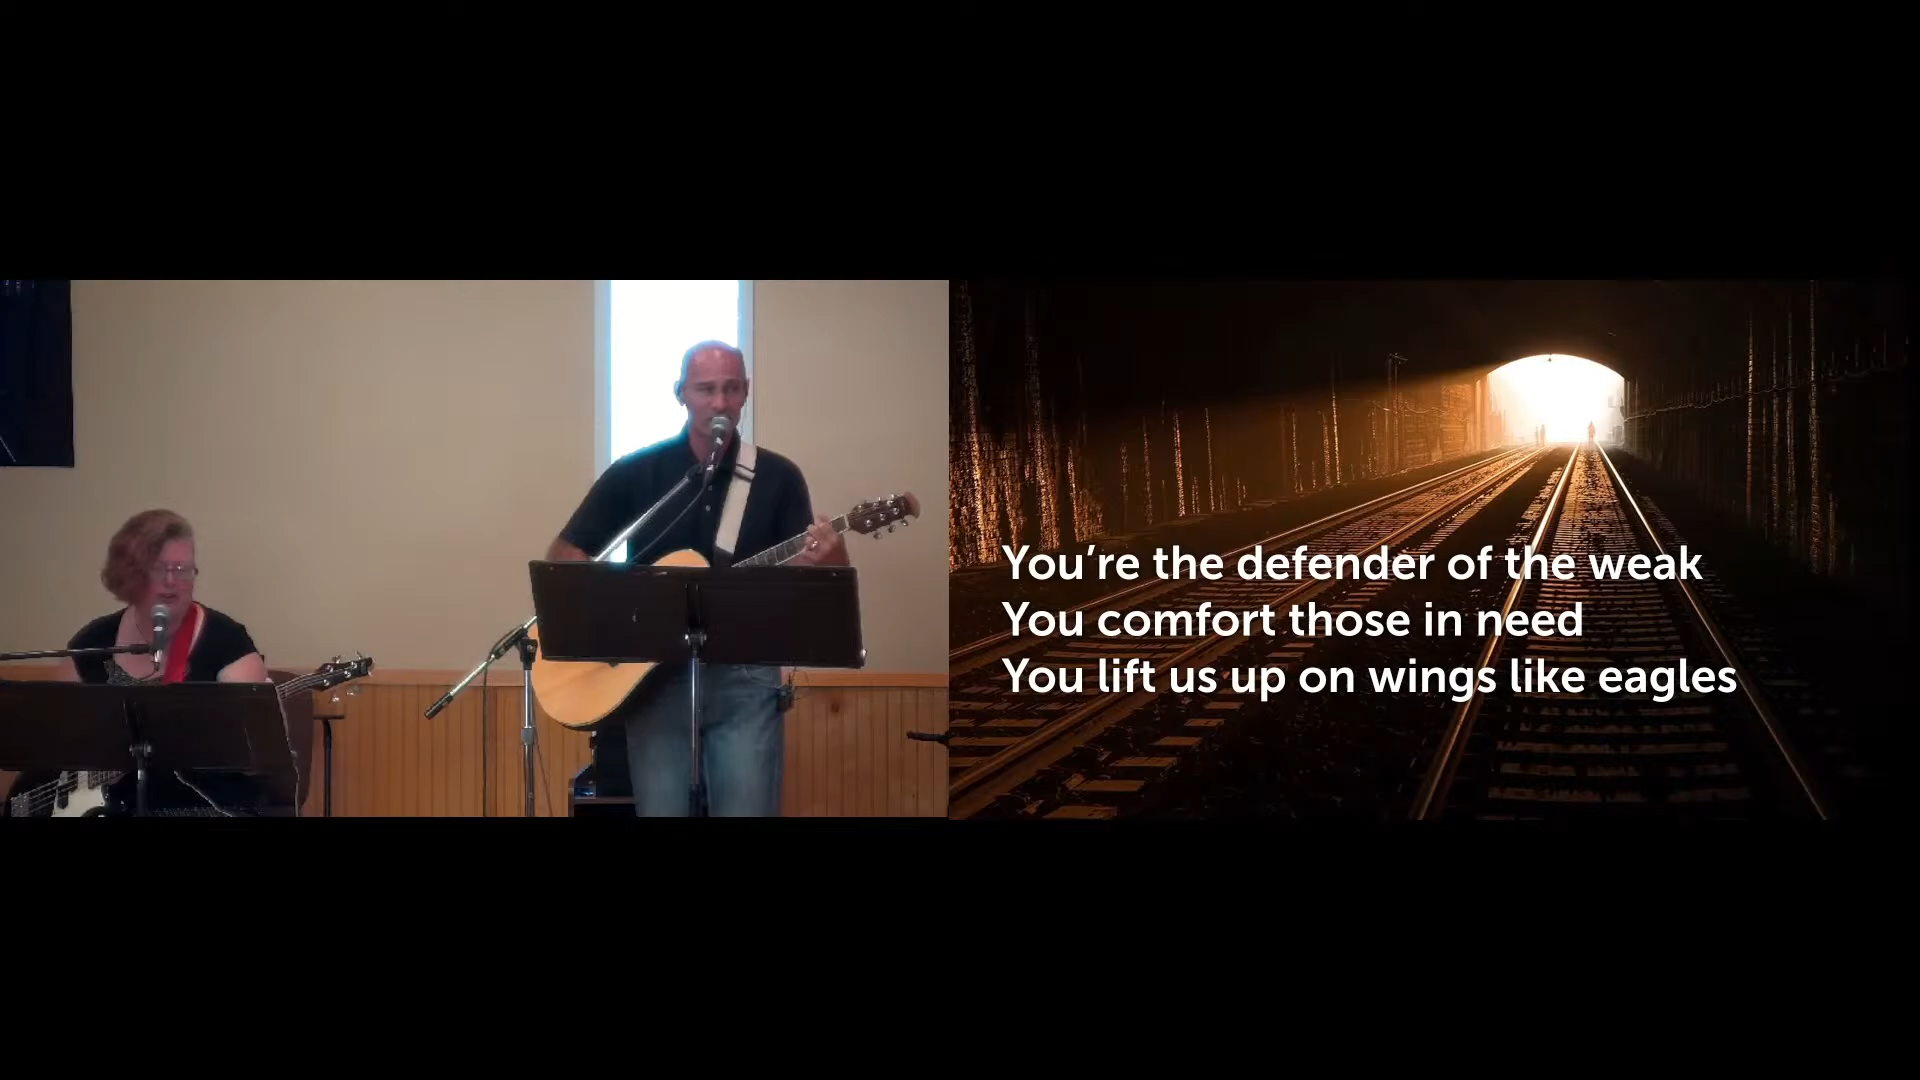 You’re the defender of the weak
You comfort those in need
You lift us up on wings like eagles